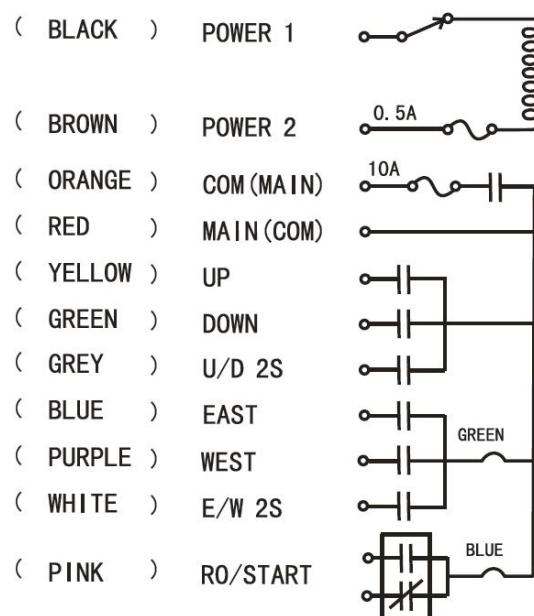 ( BLACK ) POWER 1
( BROWN ) POWER 2 0.5A
( ORANGE ) COM(MAIN) 10A
( RED ) MAIN(COM)
( YELLOW ) UP
( GREEN ) DOWN
( GREY ) U/D 2S
( BLUE ) EAST
GREEN
( PURPLE ) WEST
( WHITE ) E/W 2S
BLUE
( PINK ) RO/START